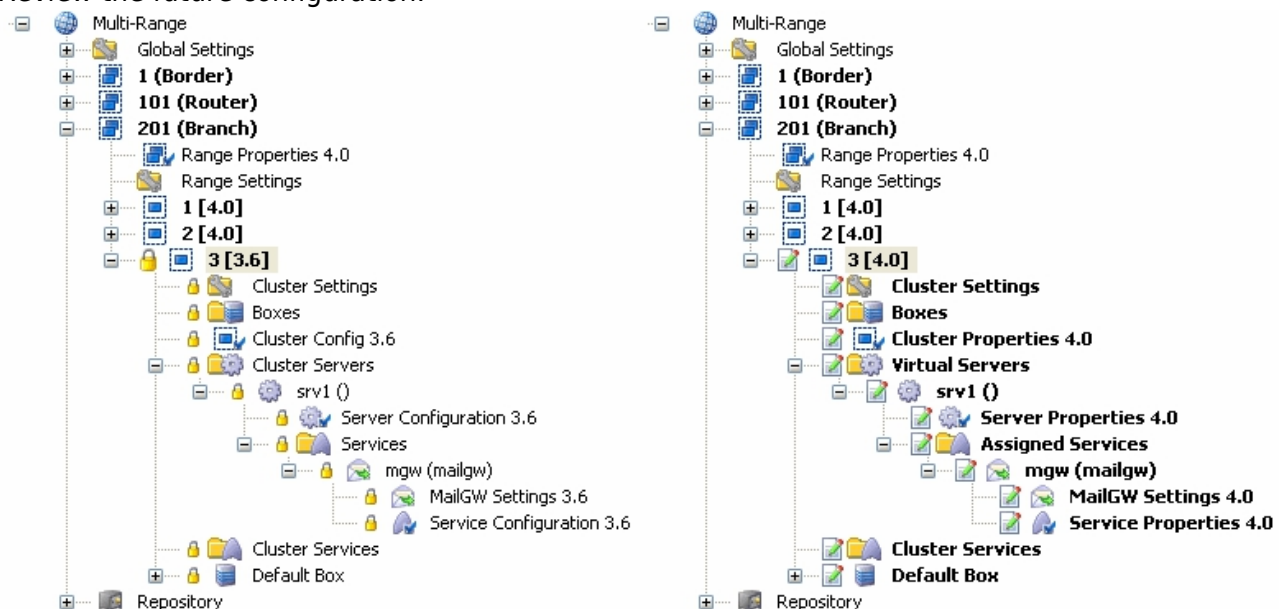 Review the future configuration.
Multi-Range
Global Settings
1 (Border)
101 (Router)
201 (Branch)
Range Properties 4.0
Range Settings
1 [4.0]
2 [4.0]
3 [3.6]
Cluster Settings
Boxes
Cluster Config 3.6
Cluster Servers
srv1 ()
Server Configuration 3.6
Services
mgw (mailgw)
MailGW Settings 3.6
Service Configuration 3.6
Cluster Services
Default Box
Repository
Multi-Range
Global Settings
1 (Border)
101 (Router)
201 (Branch)
Range Properties 4.0
Range Settings
1 [4.0]
2 [4.0]
3 [4.0]
Cluster Settings
Boxes
Cluster Properties 4.0
Virtual Servers
srv1 ()
Server Properties 4.0
Assigned Services
mgw (mailgw)
MailGW Settings 4.0
Service Properties 4.0
Cluster Services
Default Box
Repository